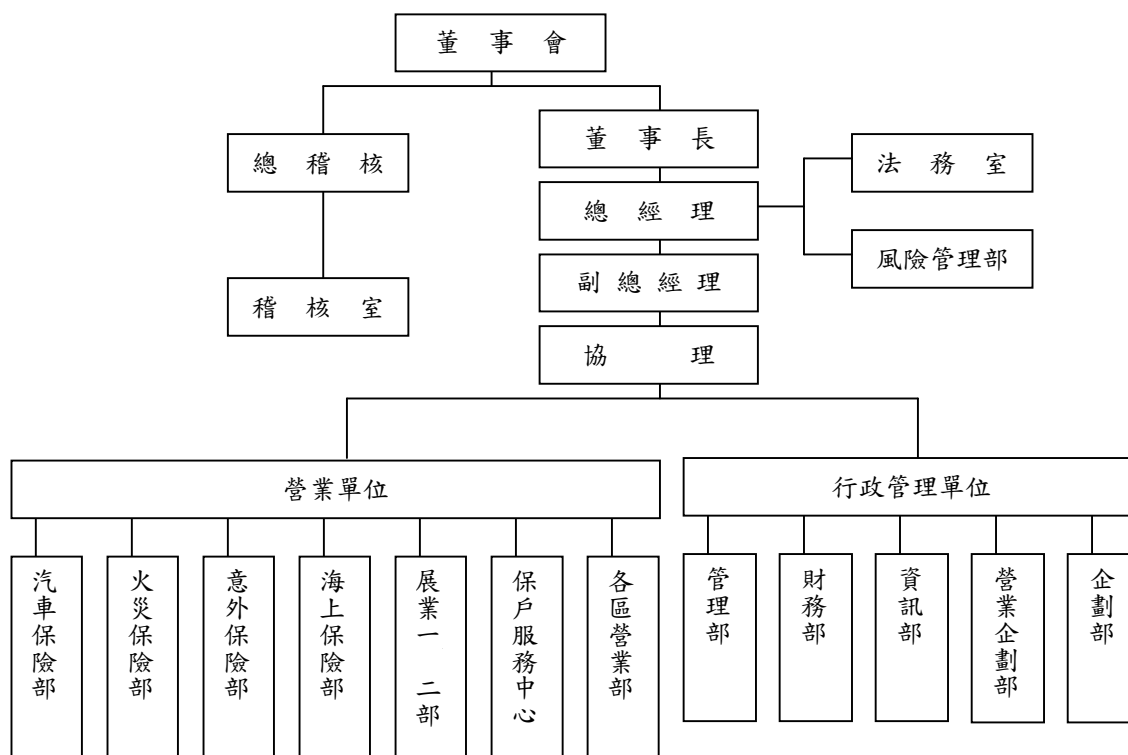 董事會
總稽核
董事長
法務室
總經理
風險管理部
副總經理
稽核室
協理
營業單位
行政管理單位
汽車保險部
火災保險部
意外保險部
海上保險部
展業一 二部
保戶服務中心
各區營業部
管理部
財務部
資訊部
營業企劃部
企劃部